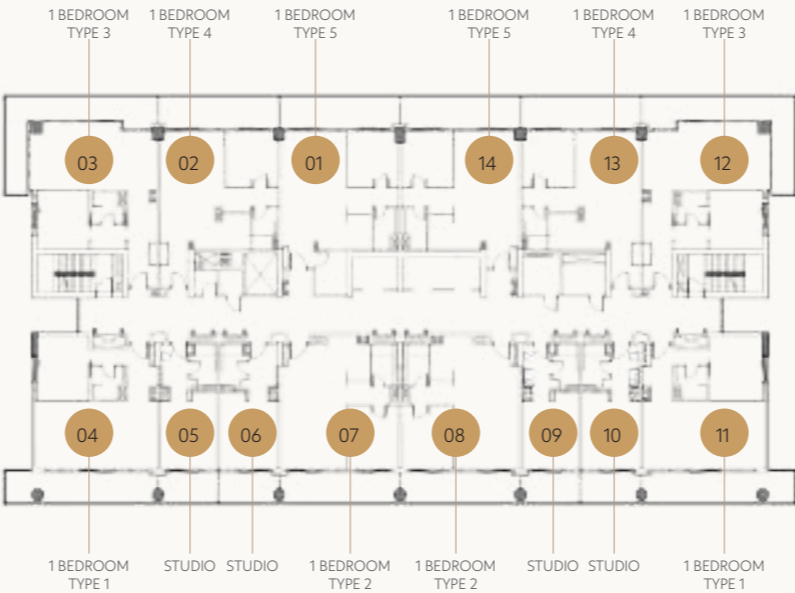 1 BEDROOM
TYPE 3
1 BEDROOM
TYPE 4
1 BEDROOM
TYPE 5
1 BEDROOM
TYPE 5
1 BEDROOM
TYPE 4
1 BEDROOM
TYPE 3
03
02
01
14
13
12
04
05
06
07
08
09
10
11
1 BEDROOM
TYPE 1
STUDIO
STUDIO
1 BEDROOM
TYPE 2
1 BEDROOM
TYPE 2
STUDIO
STUDIO
1 BEDROOM
TYPE 1